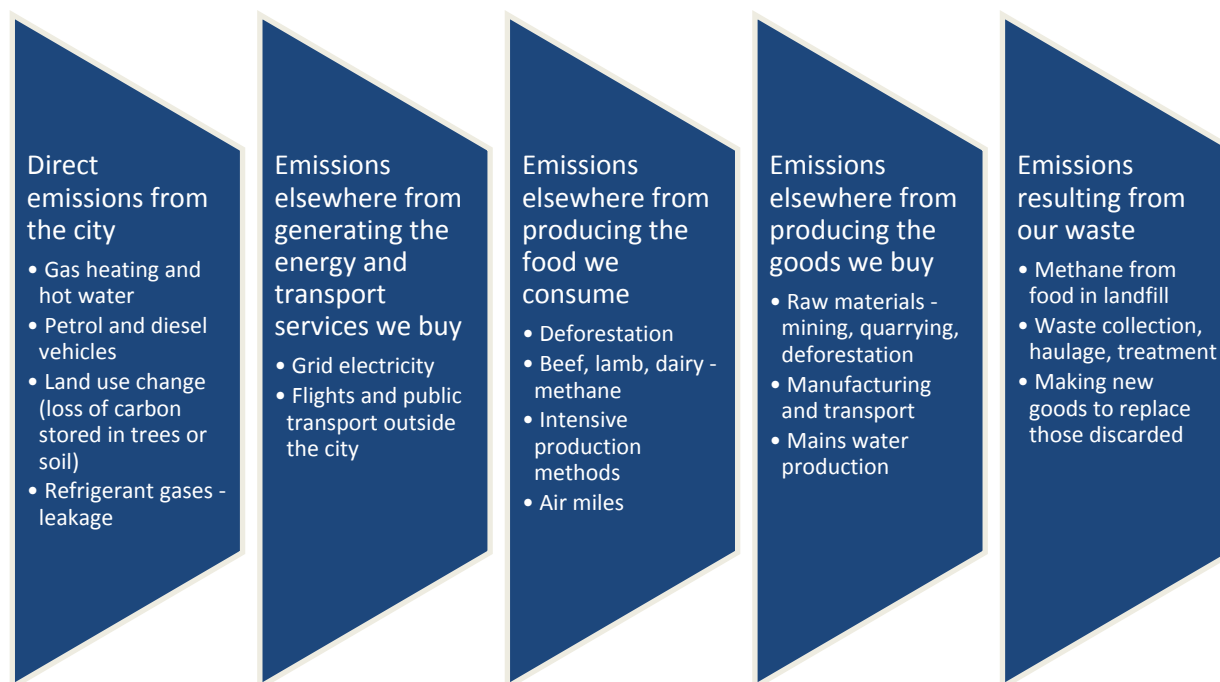 Direct
emissions from
the city
• Gas heating and
hot water
• Petrol and diesel
vehicles
• Land use change
(loss of carbon
stored in trees or
soil)
• Refrigerant gases -
leakage
Emissions
elsewhere from
generating the
energy and
transport
services we buy
• Grid electricity
• Flights and public
transport outside
the city
Emissions
elsewhere from
producing the
food we
consume
• Deforestation
• Beef, lamb, dairy -
methane
• Intensive
production
methods
• Air miles
Emissions
elsewhere from
producing the
goods we buy
• Raw materials -
mining, quarrying,
deforestation
• Manufacturing
and transport
• Mains water
production
Emissions
resulting from
our waste
• Methane from
food in landfill
• Waste collection,
haulage, treatment
• Making new
goods to replace
those discarded